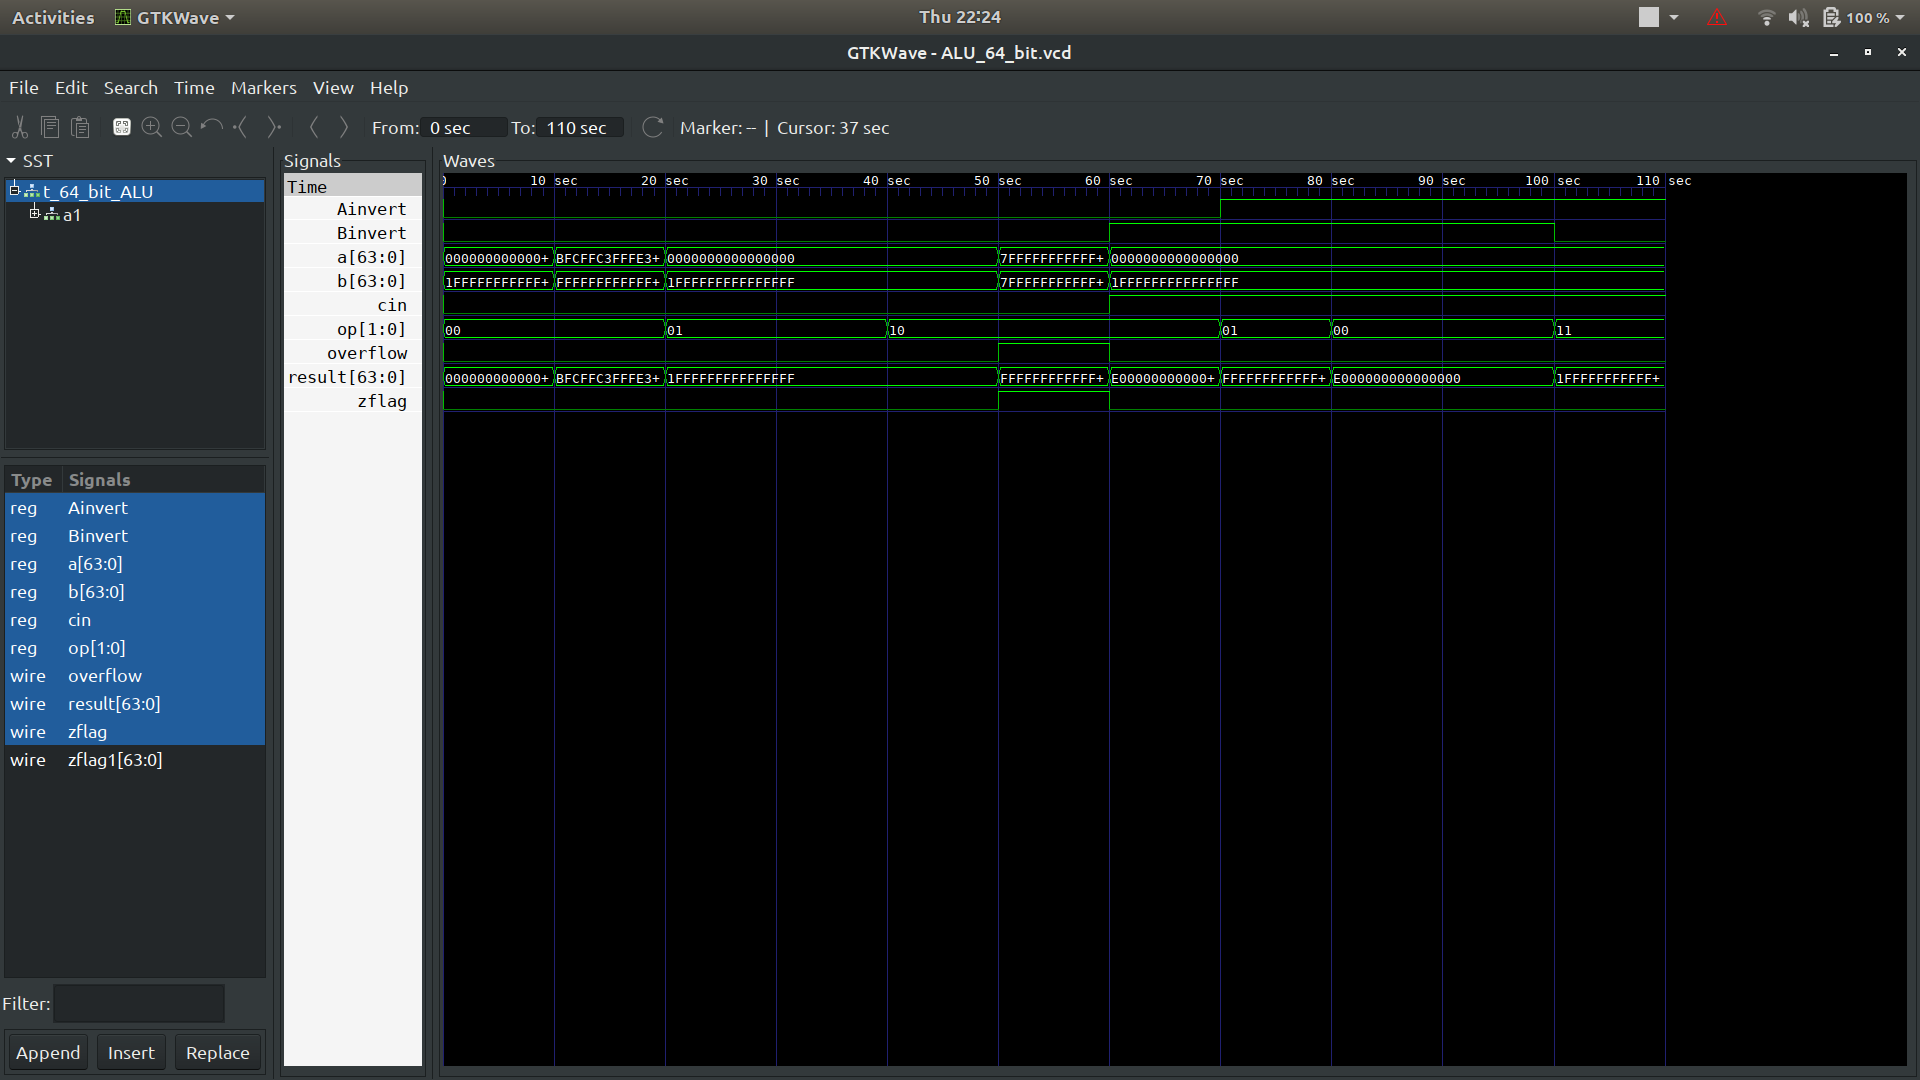 Activities GTKWave Thu 22:24 100 %
GTKWave - ALU_64_bit.vcd
File Edit Search Time Markers View Help
From: 0 sec To: 110 sec Marker: -- | Cursor: 37 sec
SST
t_64_bit_ALU
a1
Type Signals
reg Ainvert
reg Binvert
reg a[63:0]
reg b[63:0]
reg cin
reg op[1:0]
wire overflow
wire result[63:0]
wire zflag
wire zflag1[63:0]
Filter:
Append Insert Replace
Signals
Time
Ainvert
Binvert
a[63:0]
b[63:0]
cin
op[1:0]
overflow
result[63:0]
zflag
Waves
0 10 sec 20 sec 30 sec 40 sec 50 sec 60 sec 70 sec 80 sec 90 sec 100 sec 110 sec
000000000000+ BFCFFC3FFFE3+ 0000000000000000 7FFFFFFFFFFF+ 0000000000000000
1FFFFFFFFFFF+ FFFFFFFFFFFF+ 1FFFFFFFFFFFFFFF 7FFFFFFFFFFF+ 1FFFFFFFFFFFFFFF
00 01 10 01 00 11
000000000000+ BFCFFC3FFFE3+ 1FFFFFFFFFFFFFFF FFFFFFFFFFFF+ E00000000000+ FFFFFFFFFFFF+ E000000000000000 1FFFFFFFFFFF+